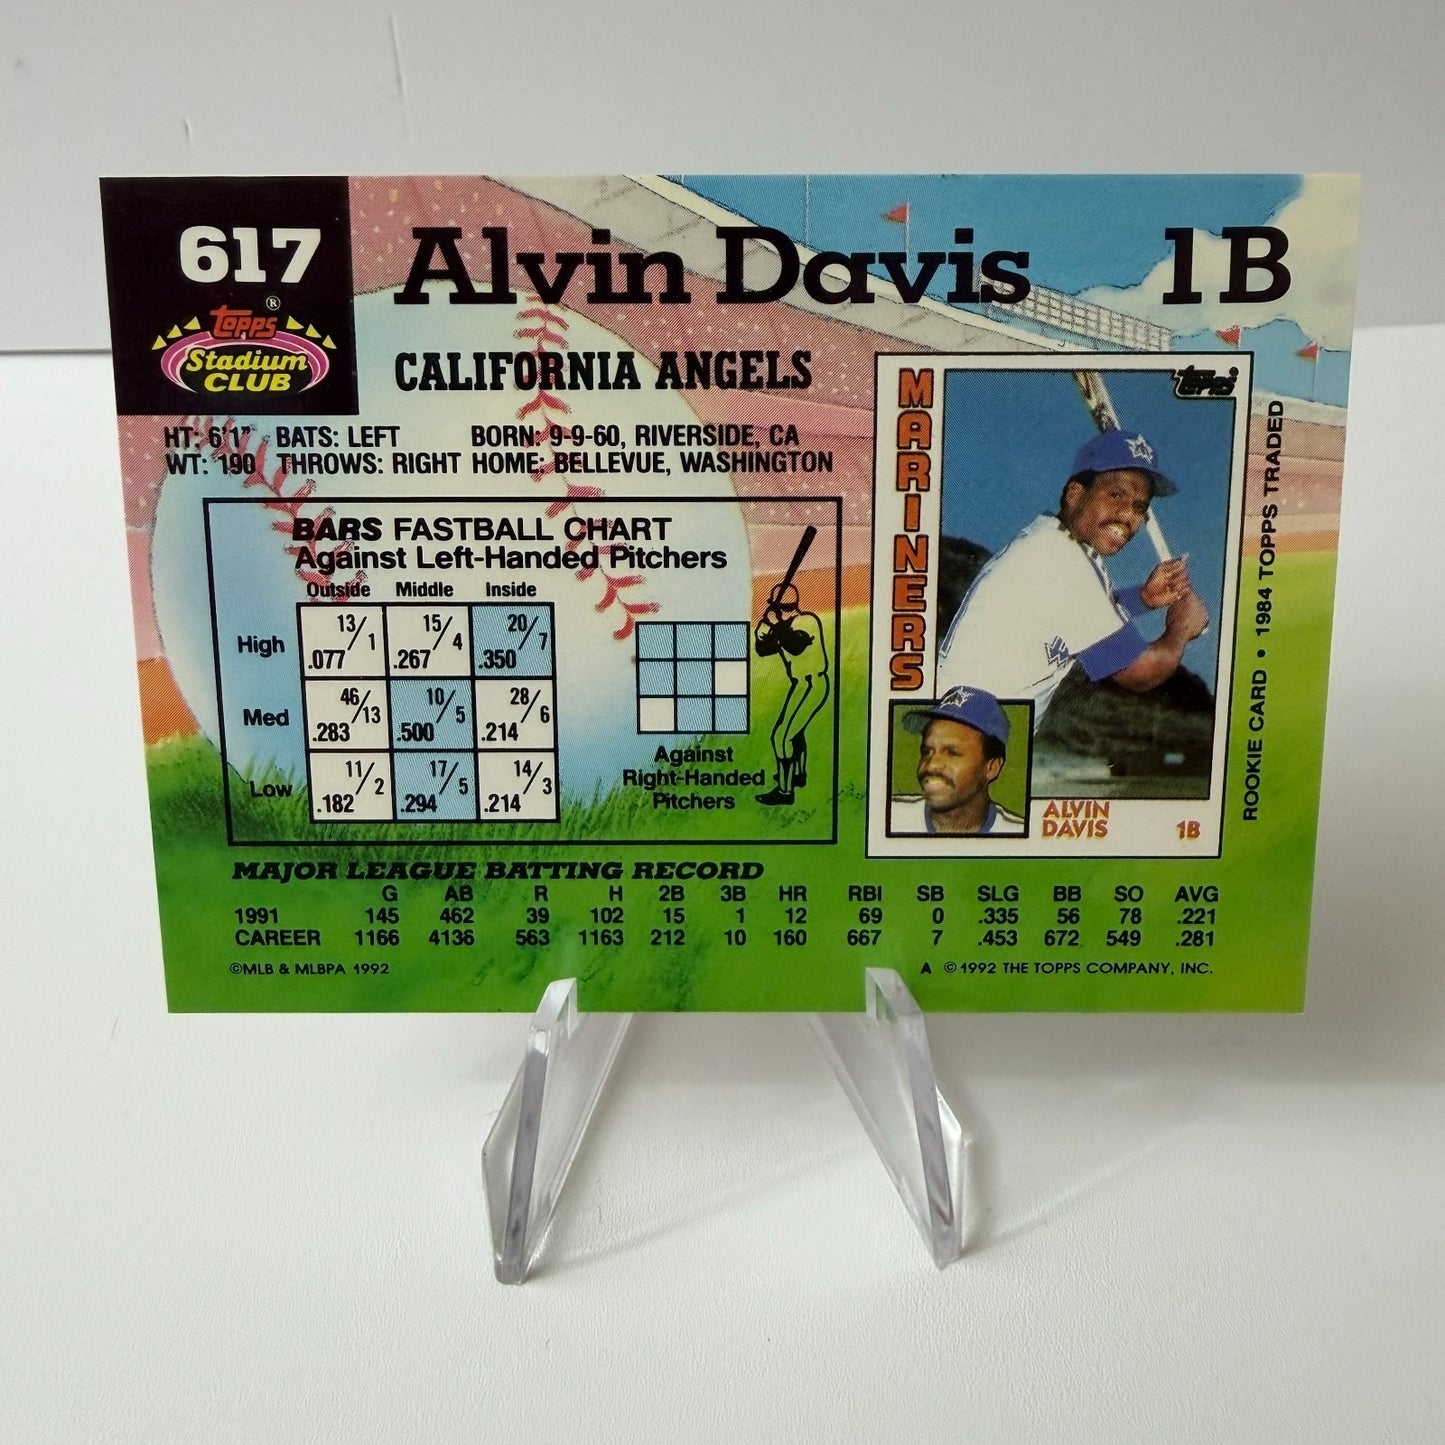 617
Alvin Davis 1B
Topps ®
Stadium
CLUB
CALIFORNIA ANGELS
HT: 6'1" BATS: LEFT BORN: 9-9-60, RIVERSIDE, CA
WT: 190 THROWS: RIGHT HOME: BELLEVUE, WASHINGTON
BARS FASTBALL CHART
Against Left-Handed Pitchers
Outside Middle Inside
High 13/1 .077 15/4 .267 20/7 .350
Med 46/13 .283 10/5 .500 28/6 .214
Low 11/2 .182 17/5 .294 14/3 .214
Against
Right-Handed
Pitchers
MARINERS
Topps
ALVIN
DAVIS 1B
ROOKIE CARD • 1984 TOPPS TRADED
MAJOR LEAGUE BATTING RECORD
G AB R H 2B 3B HR RBI SB SLG BB SO AVG
1991 145 462 39 102 15 1 12 69 0 .335 56 78 .221
CAREER 1166 4136 563 1163 212 10 160 667 7 .453 672 549 .281
©MLB & MLBPA 1992 A ©1992 THE TOPPS COMPANY, INC.